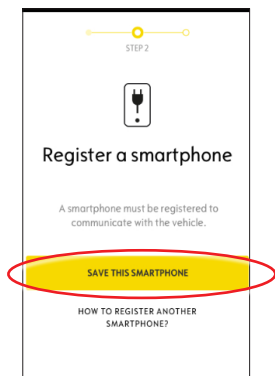 STEP 2
Register a smartphone
A smartphone must be registered to
communicate with the vehicle.
SAVE THIS SMARTPHONE
HOW TO REGISTER ANOTHER
SMARTPHONE?